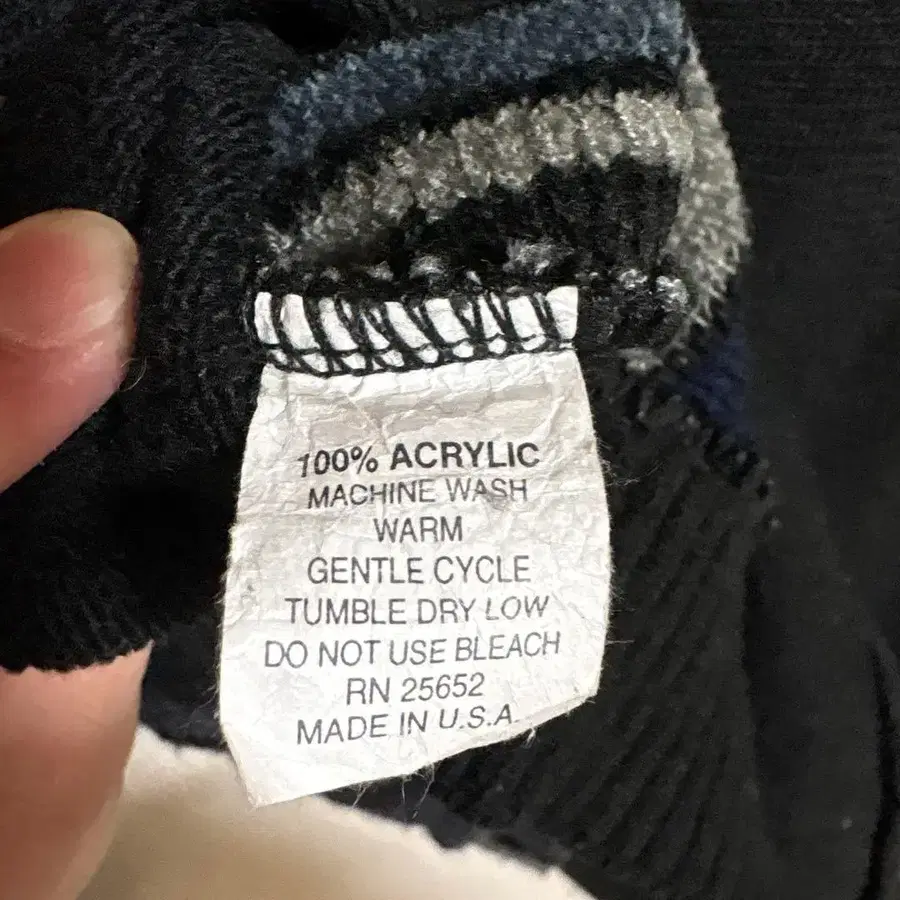 100% ACRYLIC
MACHINE WASH
WARM
GENTLE CYCLE
TUMBLE DRY LOW
DO NOT USE BLEACH
RN 25652
MADE IN U.S.A.